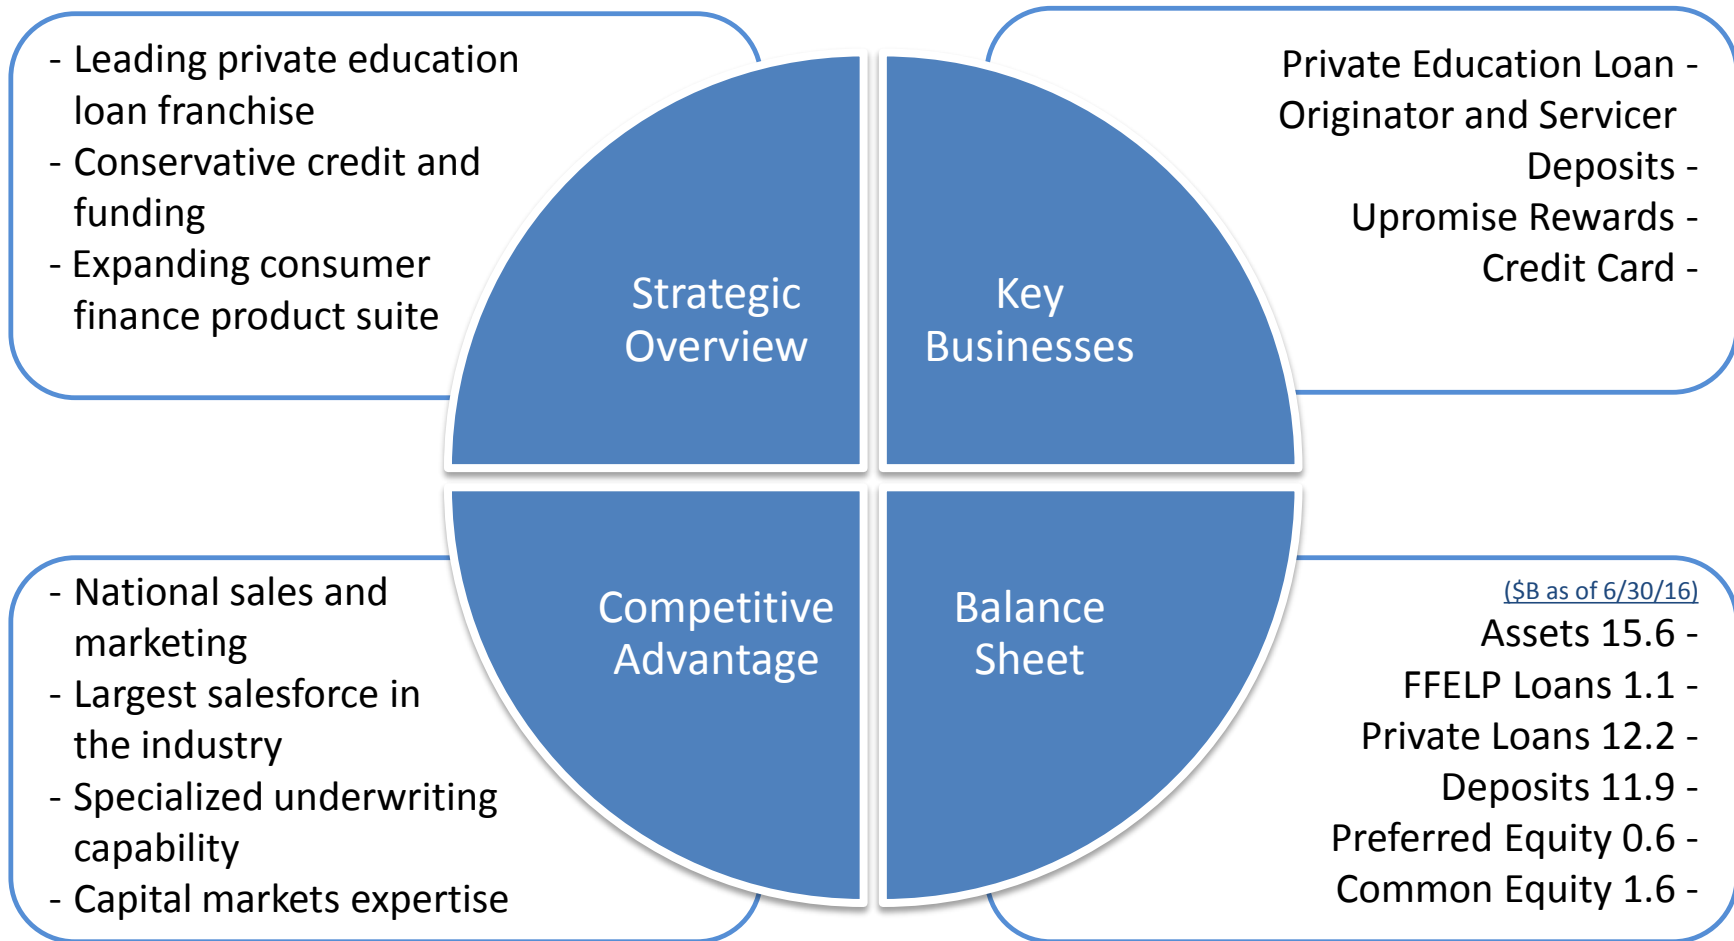 - Leading private education
loan franchise
- Conservative credit and
funding
- Expanding consumer
finance product suite
Strategic
Overview
Key
Businesses
Private Education Loan -
Originator and Servicer
Deposits -
Upromise Rewards -
Credit Card -
- National sales and
marketing
- Largest salesforce in
the industry
- Specialized underwriting
capability
- Capital markets expertise
Competitive
Advantage
Balance
Sheet
($B as of 6/30/16)
Assets 15.6 -
FFELP Loans 1.1 -
Private Loans 12.2 -
Deposits 11.9 -
Preferred Equity 0.6 -
Common Equity 1.6 -